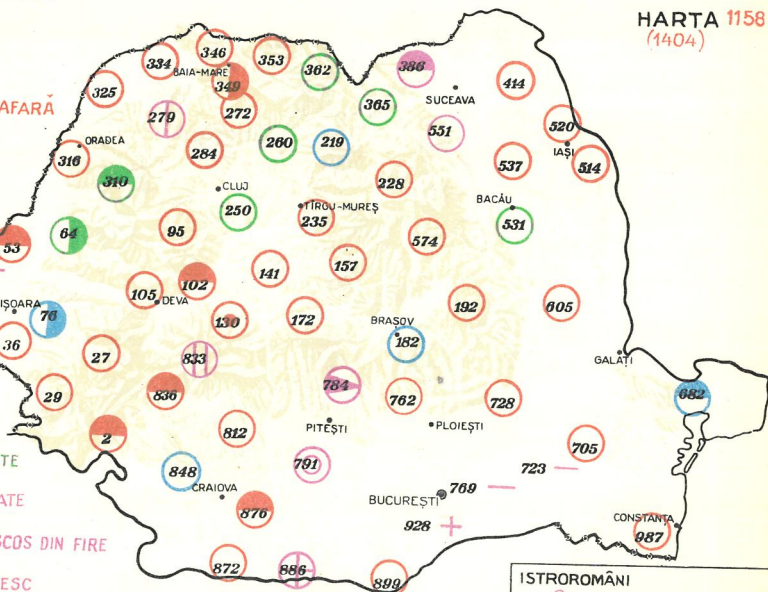 HARTA 1158
(1404)
346
334
353
BAIA-MARE
362
386
349
325
414
SUCEAVA
365
AFARĂ
272
279
551
520
ORADEA
260
219
284
IAȘI
316
537
514
310
228
CLUJ
250
TÎRGU-MUREȘ
BACĂU
235
531
95
64
574
53
157
141
102
105
DEVA
192
605
IȘOARA
76
130
172
BRAȘOV
182
36
27
833
GALAȚI
784
29
836
762
728
682
2
812
PITEȘTI
PLOIEȘTI
705
TE
791
723
848
CRAIOVA
769
ATE
BUCUREȘTI
876
928
CONSTANȚA
987
SCOS DIN FIRE
872
886
899
ESC
ISTROROMÂNI